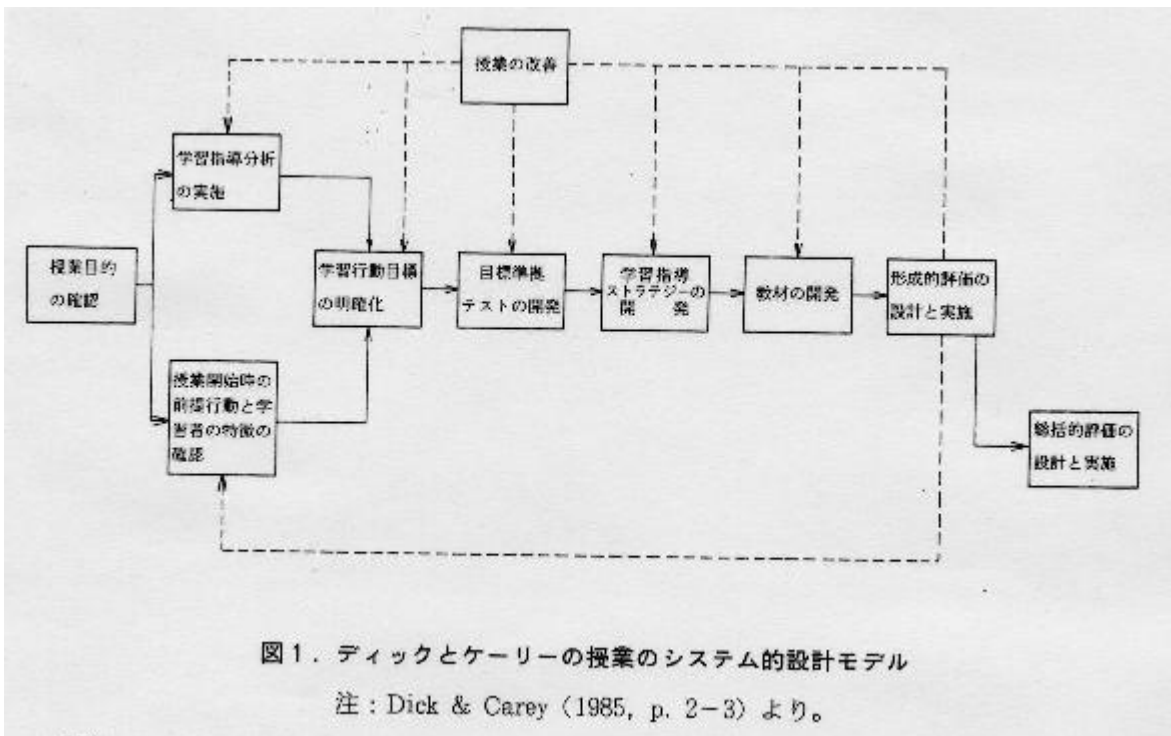 授業の改善
学習指導分析
の実施
授業目的
の確認
学習行動目標
の明確化
目標準拠
テストの開発
学習指導
ストラテジーの
開　　発
教材の開発
形成的評価の
設計と実施
授業開始時の
前提行動と学
習者の特徴の
確認
総括的評価の
設計と実施
図1．ディックとケーリーの授業のシステム的設計モデル
注：Dick & Carey（1985, p. 2−3）より。